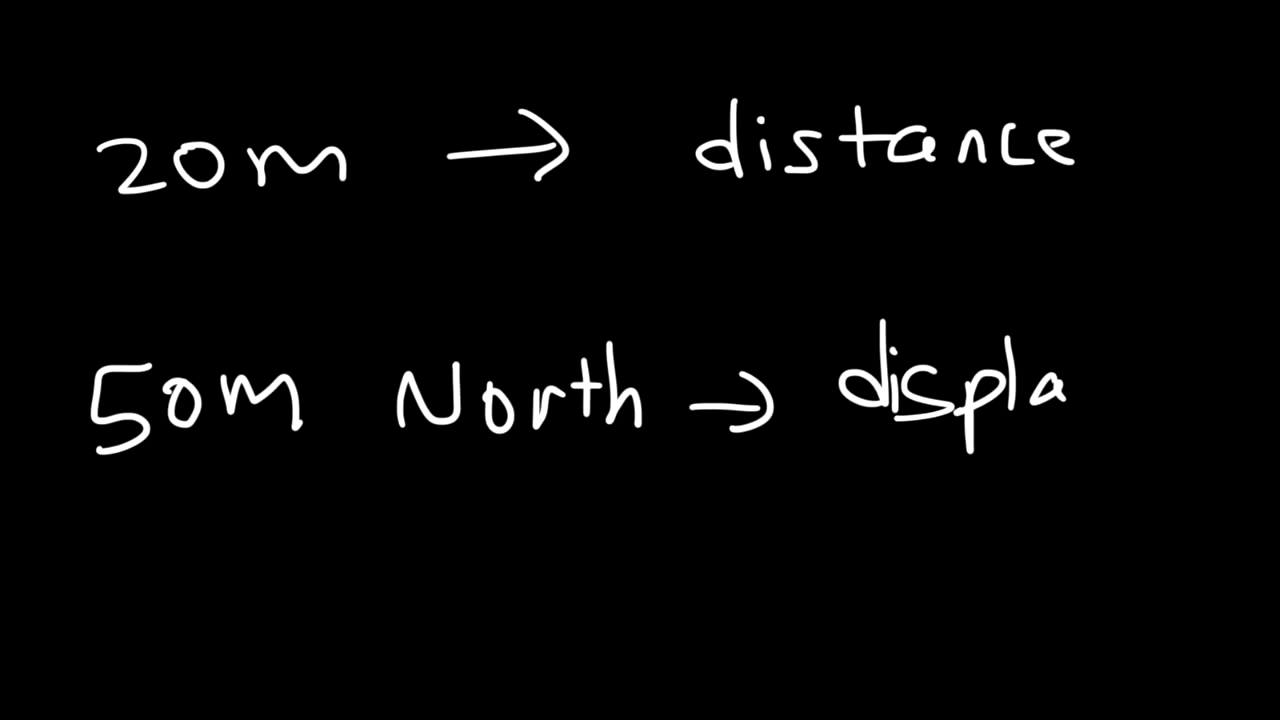 20m → distance
50m North → displa